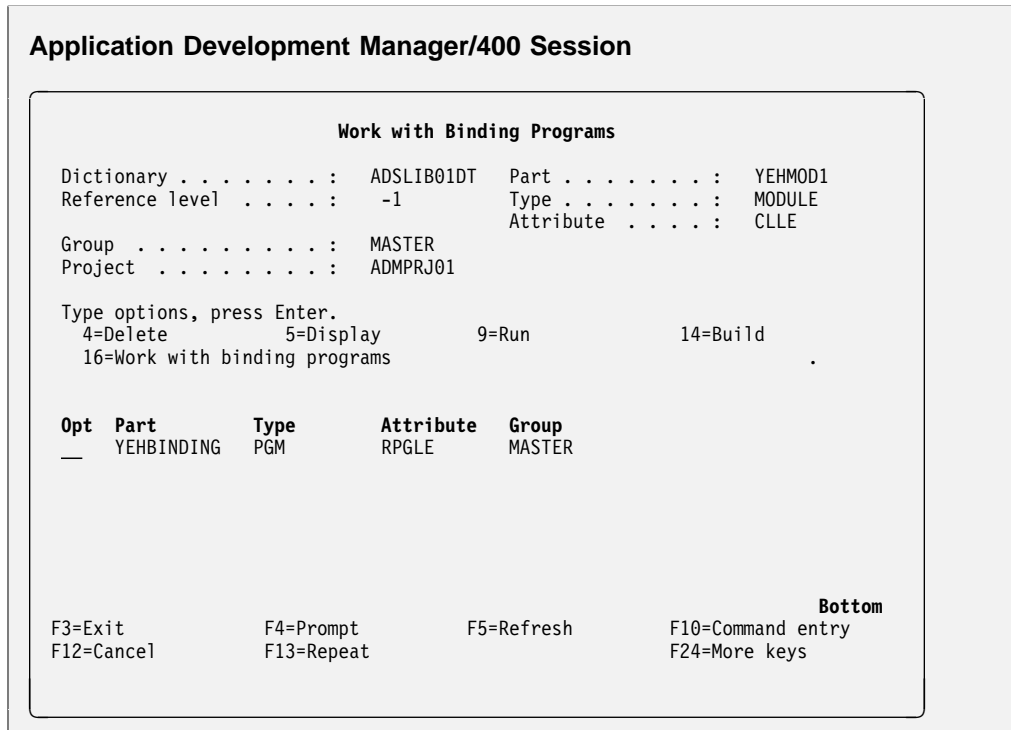 Application Development Manager/400 Session
Work with Binding Programs
Dictionary . . . . . . . :   ADSLIB01DT   Part . . . . . . . :   YEHMOD1
Reference level  . . . . :    -1          Type . . . . . . . :   MODULE
Attribute  . . . . :   CLLE
Group  . . . . . . . . . :   MASTER
Project  . . . . . . . . :   ADMPRJ01
Type options, press Enter.
4=Delete           5=Display         9=Run              14=Build
16=Work with binding programs                                       .
Opt  Part        Type        Attribute   Group
__   YEHBINDING  PGM         RPGLE       MASTER
Bottom
F3=Exit             F4=Prompt          F5=Refresh         F10=Command entry
F12=Cancel          F13=Repeat                            F24=More keys